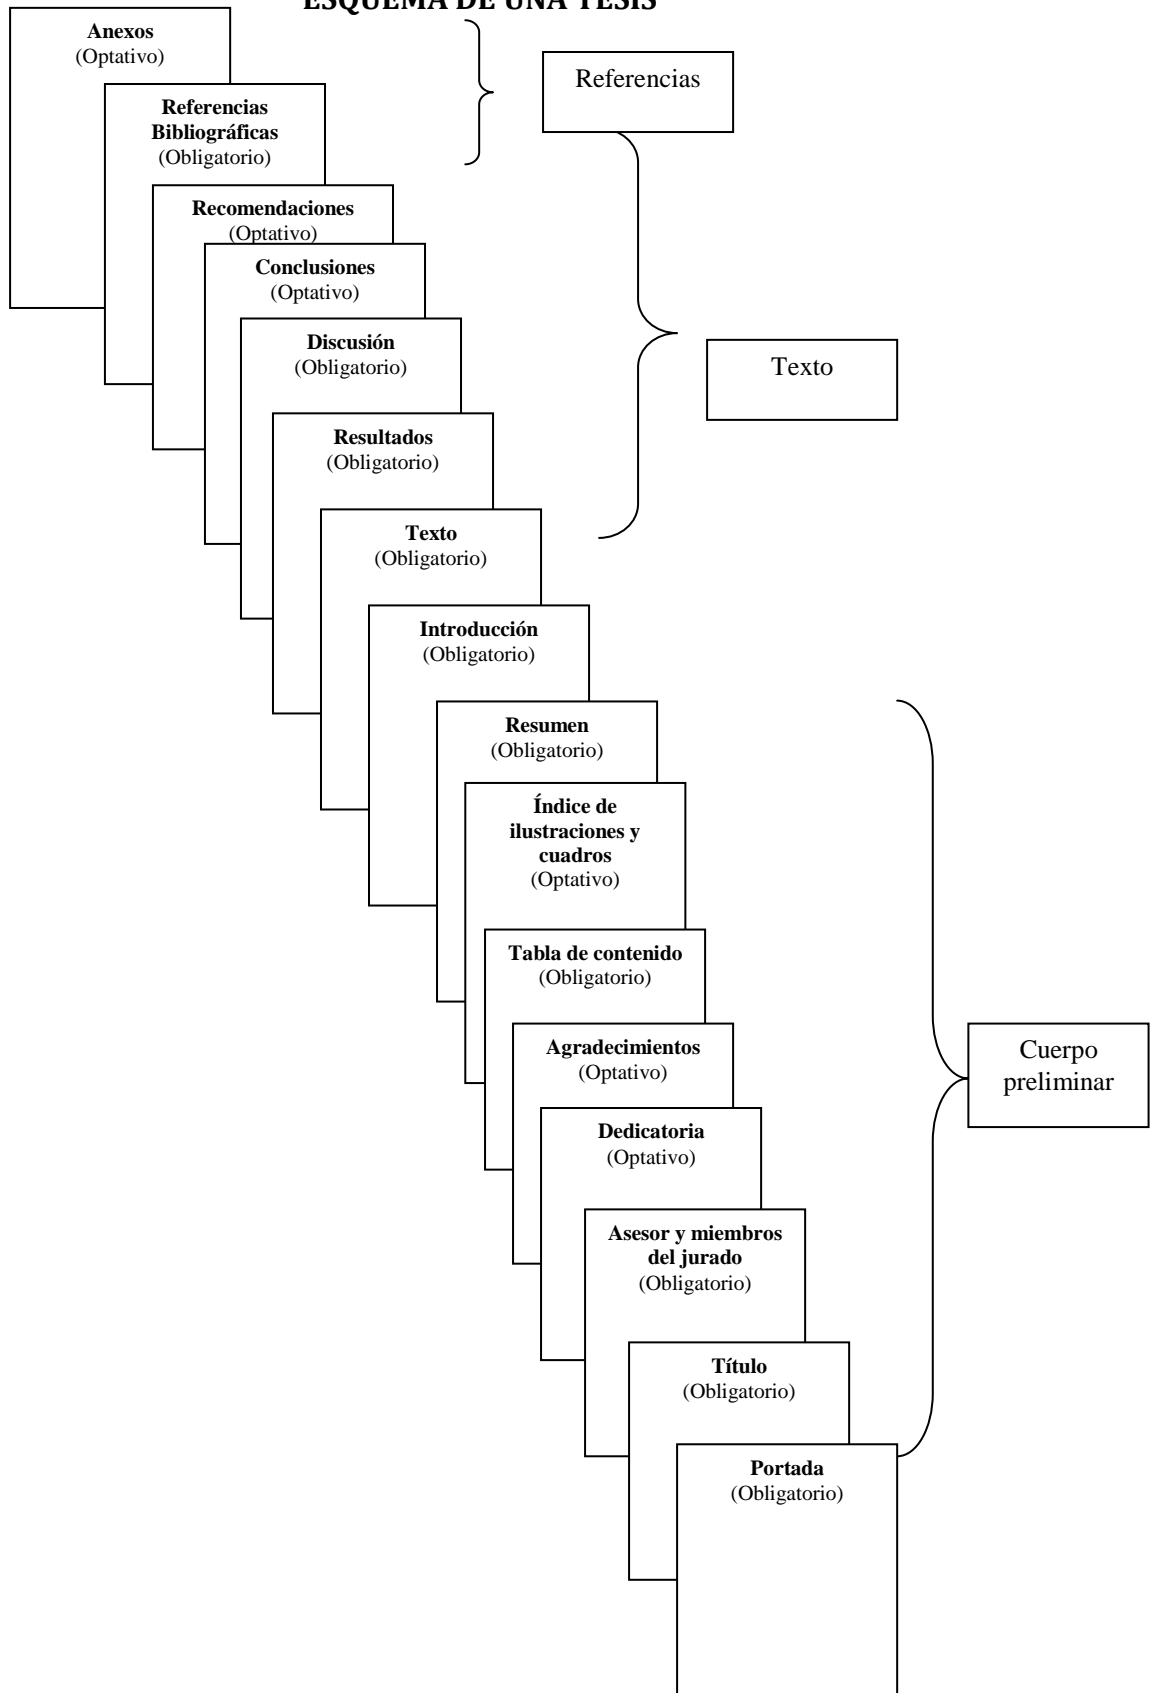 ESQUEMA DE UNA TESIS
Anexos
(Optativo)
Referencias
Referencias
Bibliográficas
(Obligatorio)
Recomendaciones
(Optativo)
Conclusiones
(Optativo)
Discusión
(Obligatorio)
Texto
Resultados
(Obligatorio)
Texto
(Obligatorio)
Introducción
(Obligatorio)
Resumen
(Obligatorio)
Índice de
ilustraciones y
cuadros
(Optativo)
Tabla de contenido
(Obligatorio)
Agradecimientos
(Optativo)
Cuerpo
preliminar
Dedicatoria
(Optativo)
Asesor y miembros
del jurado
(Obligatorio)
Título
(Obligatorio)
Portada
(Obligatorio)